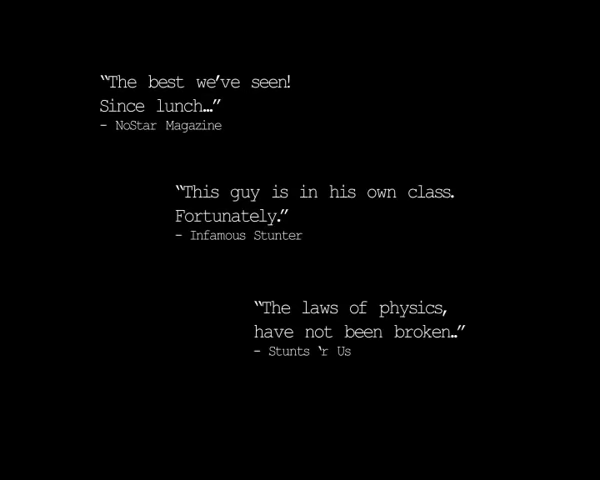 “The best we’ve seen!
Since lunch...”
- NoStar Magazine
“This guy is in his own class.
Fortunately.”
- Infamous Stunter
“The laws of physics,
have not been broken..”
- Stunts ‘r Us